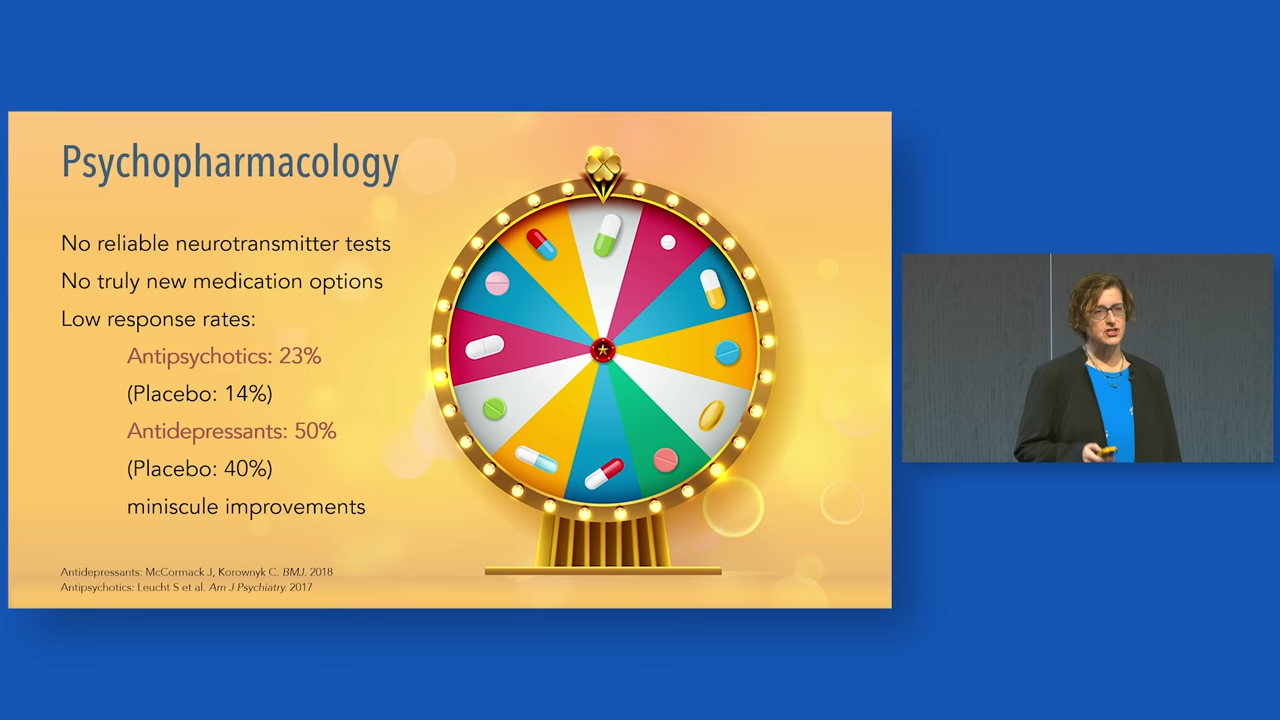 Psychopharmacology
No reliable neurotransmitter tests
No truly new medication options
Low response rates:
Antipsychotics: 23%
(Placebo: 14%)
Antidepressants: 50%
(Placebo: 40%)
miniscule improvements
Antidepressants: McCormack J, Korownyk C. BMJ. 2018
Antipsychotics: Leucht S et al. Am J Psychiatry. 2017